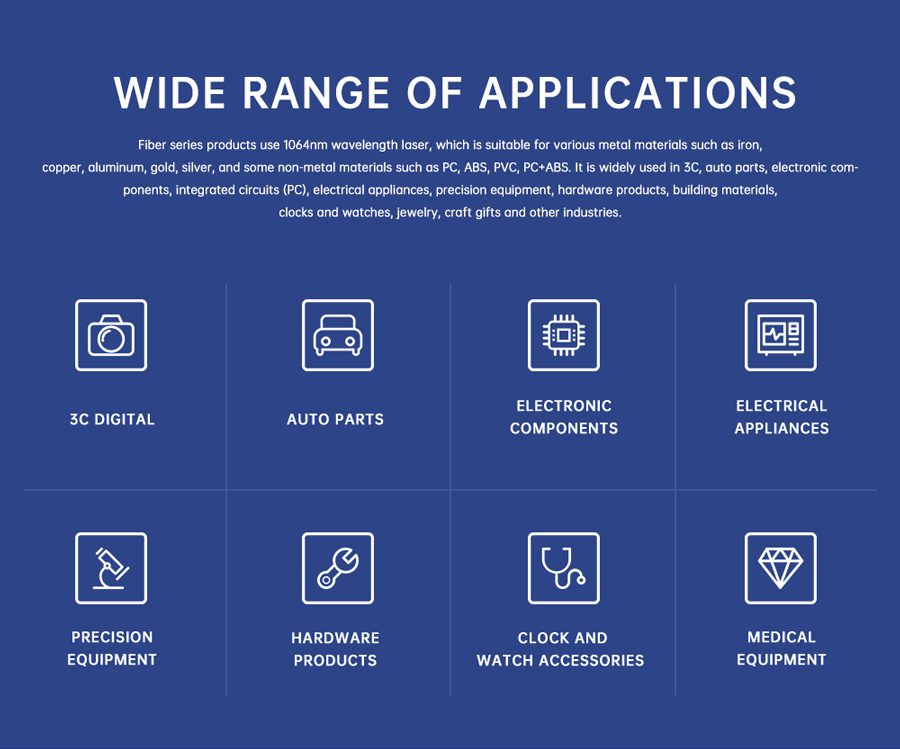 WIDE RANGE OF APPLICATIONS
Fiber series products use 1064nm wavelength laser, which is suitable for various metal materials such as iron,
copper, aluminum, gold, silver, and some non-metal materials such as PC, ABS, PVC, PC+ABS. It is widely used in 3C, auto parts, electronic com-
ponents, integrated circuits (PC), electrical appliances, precision equipment, hardware products, building materials,
clocks and watches, jewelry, craft gifts and other industries.
3C DIGITAL
AUTO PARTS
ELECTRONIC
COMPONENTS
ELECTRICAL
APPLIANCES
PRECISION
EQUIPMENT
HARDWARE
PRODUCTS
CLOCK AND
WATCH ACCESSORIES
MEDICAL
EQUIPMENT